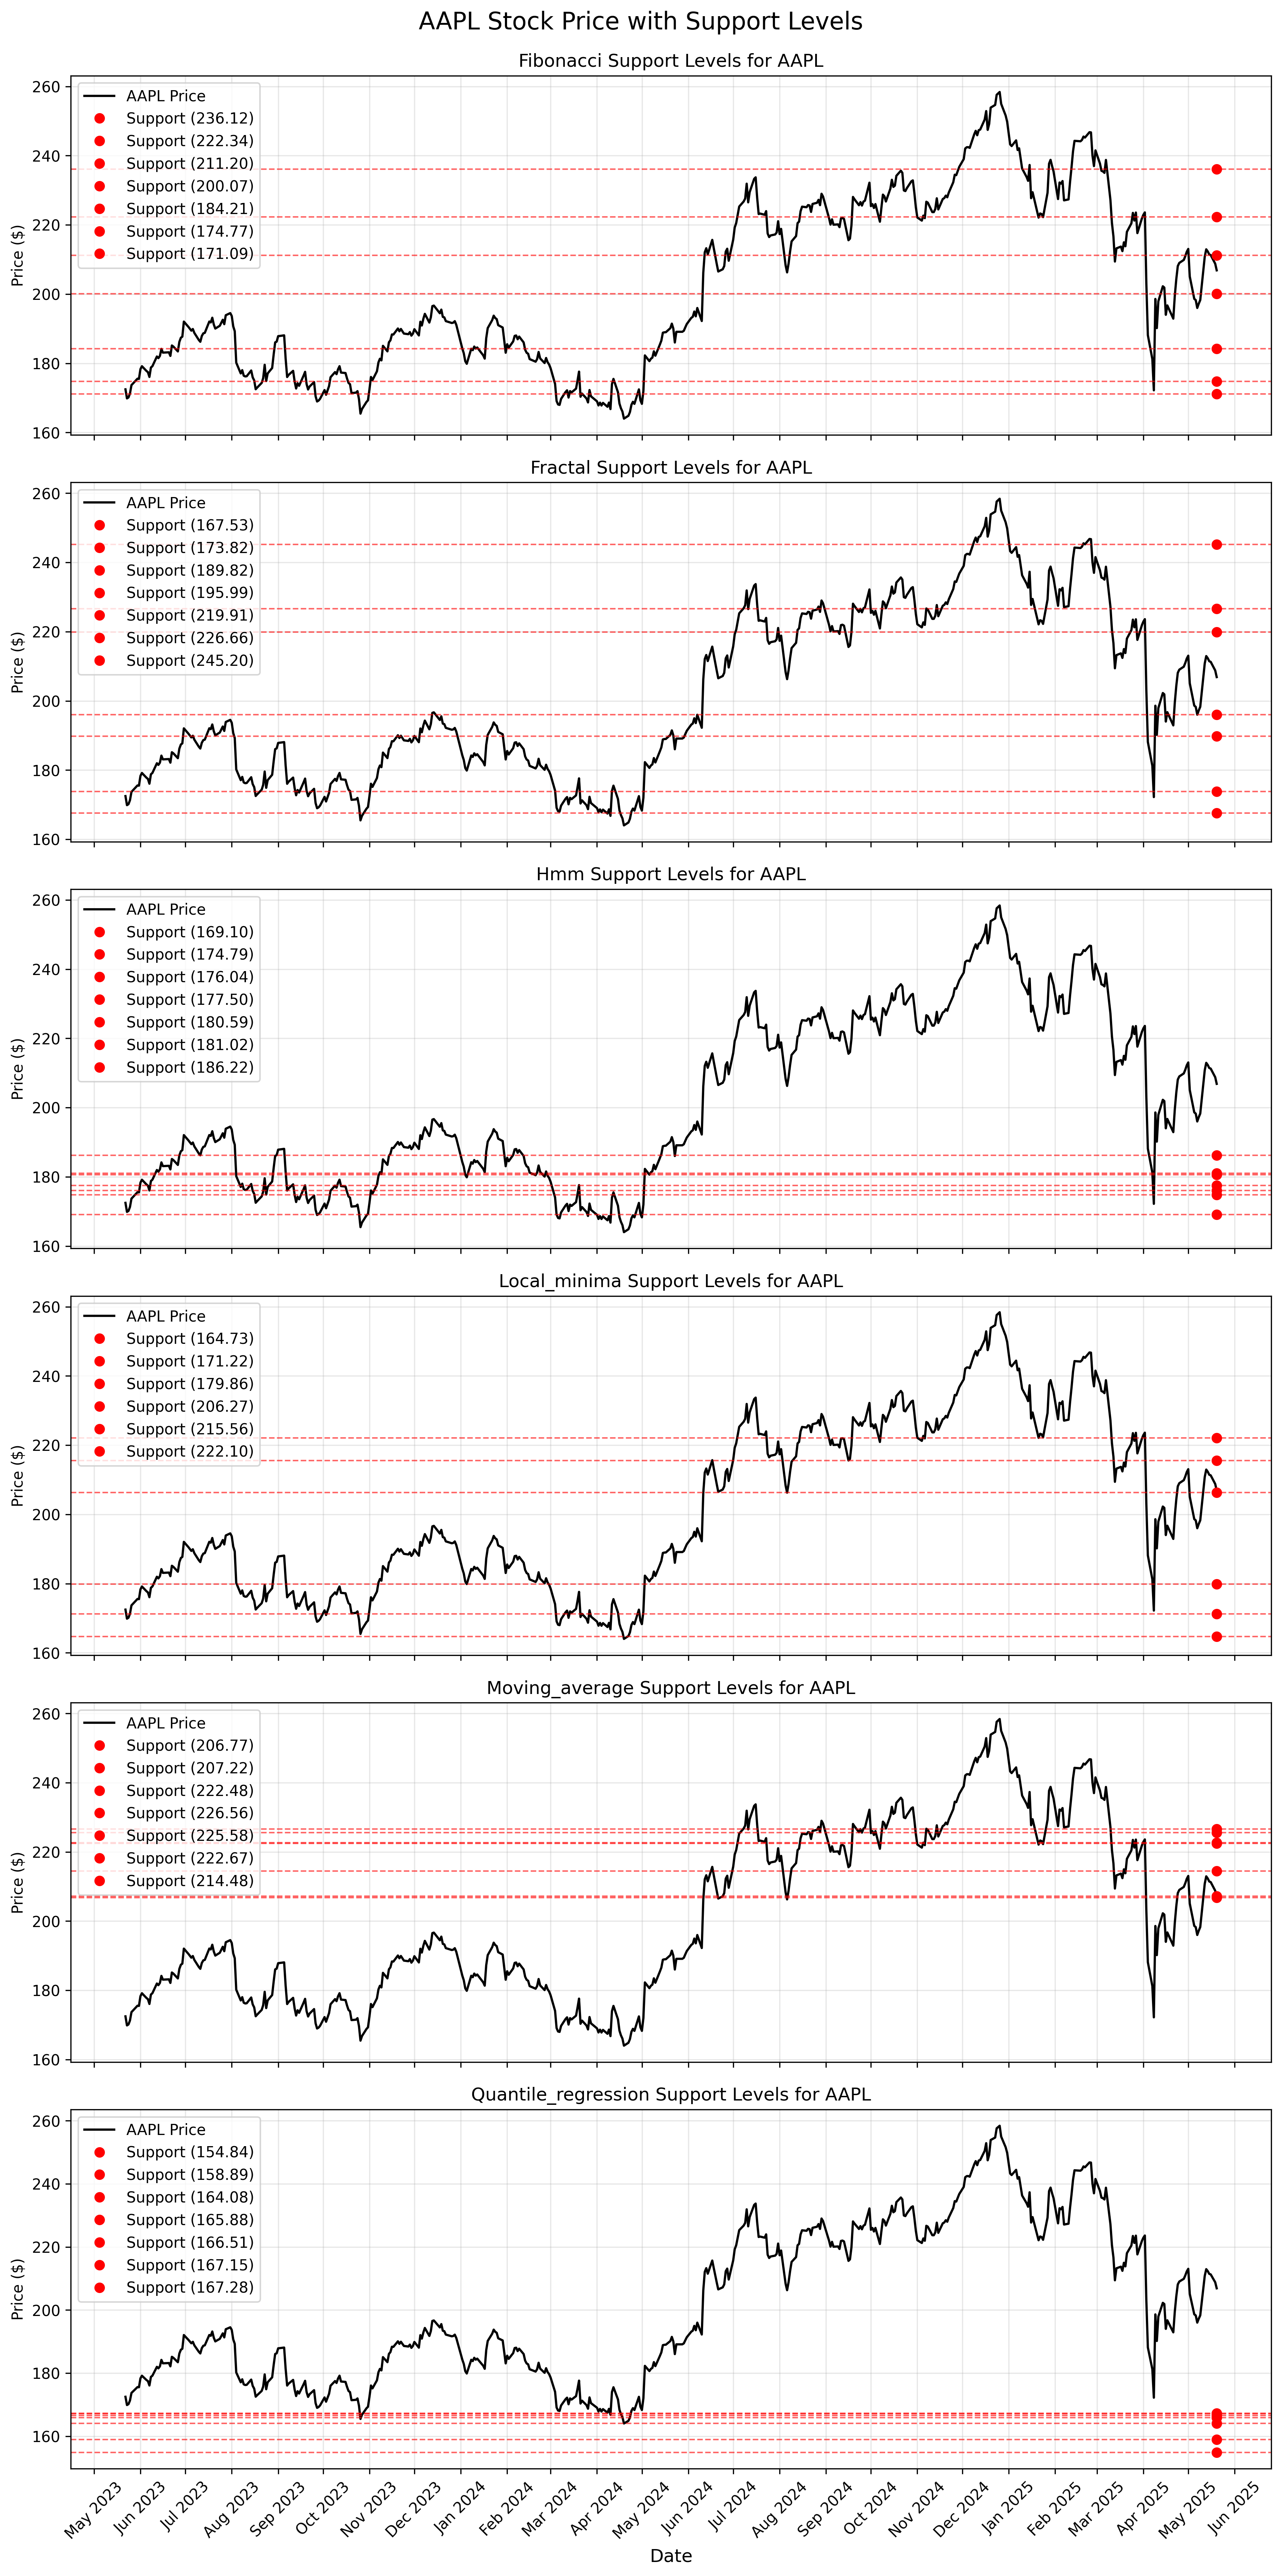 AAPL Stock Price with Support Levels
Fibonacci Support Levels for AAPL
260
240
220
200
180
160
Price ($)
AAPL Price
Support (236.12)
Support (222.34)
Support (211.20)
Support (200.07)
Support (184.21)
Support (174.77)
Support (171.09)
Fractal Support Levels for AAPL
260
240
220
200
180
160
Price ($)
AAPL Price
Support (167.53)
Support (173.82)
Support (189.82)
Support (195.99)
Support (219.91)
Support (226.66)
Support (245.20)
Hmm Support Levels for AAPL
260
240
220
200
180
160
Price ($)
AAPL Price
Support (169.10)
Support (174.79)
Support (176.04)
Support (177.50)
Support (180.59)
Support (181.02)
Support (186.22)
Local_minima Support Levels for AAPL
260
240
220
200
180
160
Price ($)
AAPL Price
Support (164.73)
Support (171.22)
Support (179.86)
Support (206.27)
Support (215.56)
Support (222.10)
Moving_average Support Levels for AAPL
260
240
220
200
180
160
Price ($)
AAPL Price
Support (206.77)
Support (207.22)
Support (222.48)
Support (226.56)
Support (225.58)
Support (222.67)
Support (214.48)
Quantile_regression Support Levels for AAPL
260
240
220
200
180
160
Price ($)
AAPL Price
Support (154.84)
Support (158.89)
Support (164.08)
Support (165.88)
Support (166.51)
Support (167.15)
Support (167.28)
May 2023
Jun 2023
Jul 2023
Aug 2023
Sep 2023
Oct 2023
Nov 2023
Dec 2023
Jan 2024
Feb 2024
Mar 2024
Apr 2024
May 2024
Jun 2024
Jul 2024
Aug 2024
Sep 2024
Oct 2024
Nov 2024
Dec 2024
Jan 2025
Feb 2025
Mar 2025
Apr 2025
May 2025
Jun 2025
Date